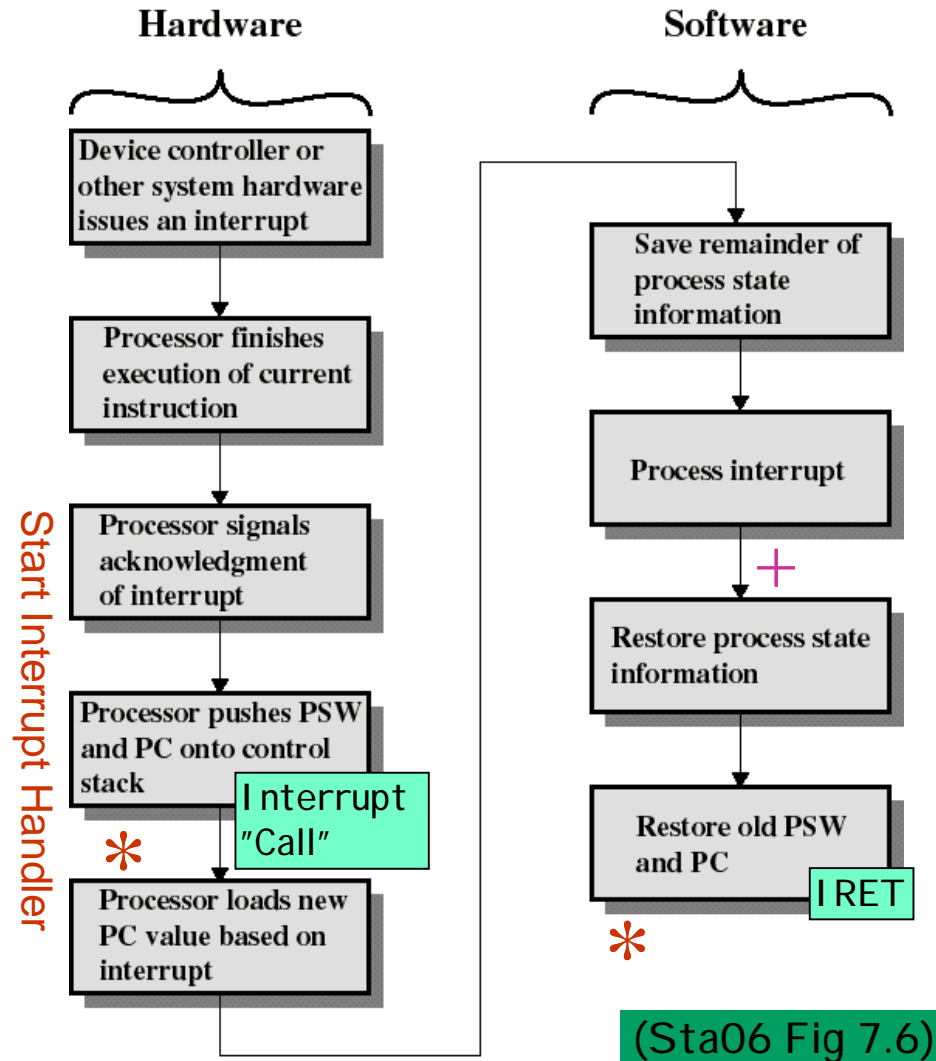 Hardware
Device controller or
other system hardware
issues an interrupt
Processor finishes
execution of current
instruction
Start Interrupt Handler
Processor signals
acknowledgment
of interrupt
Processor pushes PSW
and PC onto control
stack
Interrupt
"Call"
*
Processor loads new
PC value based on
interrupt
Software
Save remainder of
process state
information
Process interrupt
+
Restore process state
information
Restore old PSW
and PC
IRET
*
(Sta06 Fig 7.6)